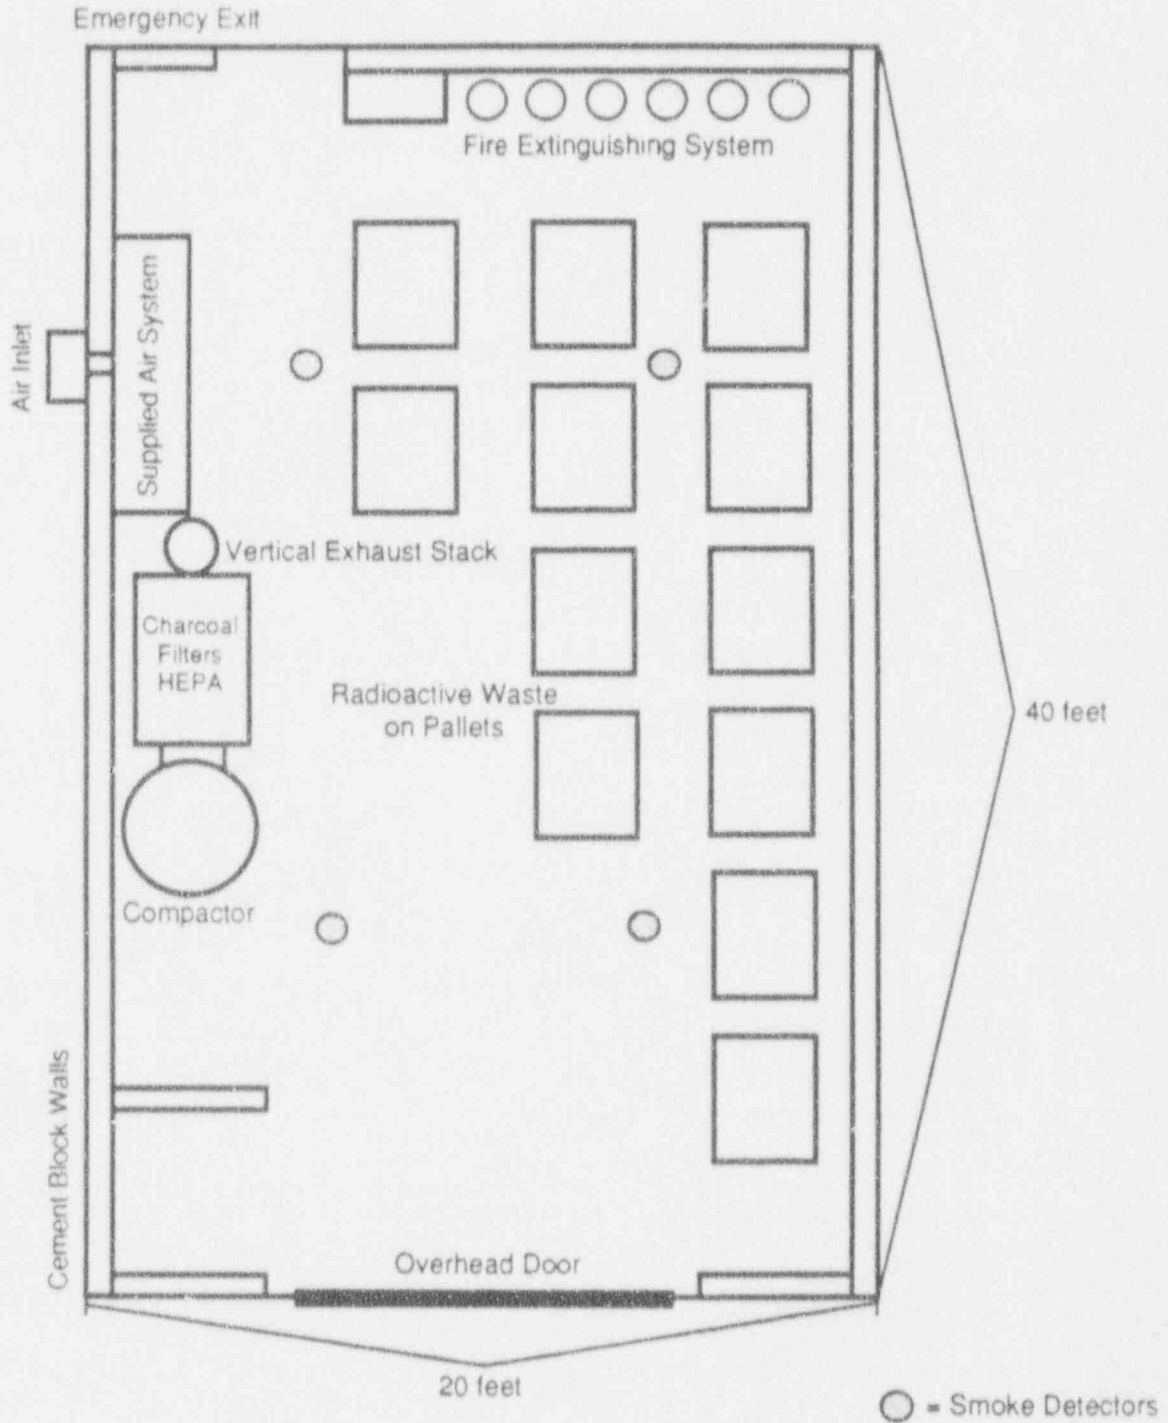 Emergency Exit
Fire Extinguishing System
Air Inlet
Supplied Air System
Vertical Exhaust Stack
Charcoal
Filters
HEPA
Radioactive Waste
on Pallets
40 feet
Compactor
Cement Block Walls
Overhead Door
20 feet
= Smoke Detectors